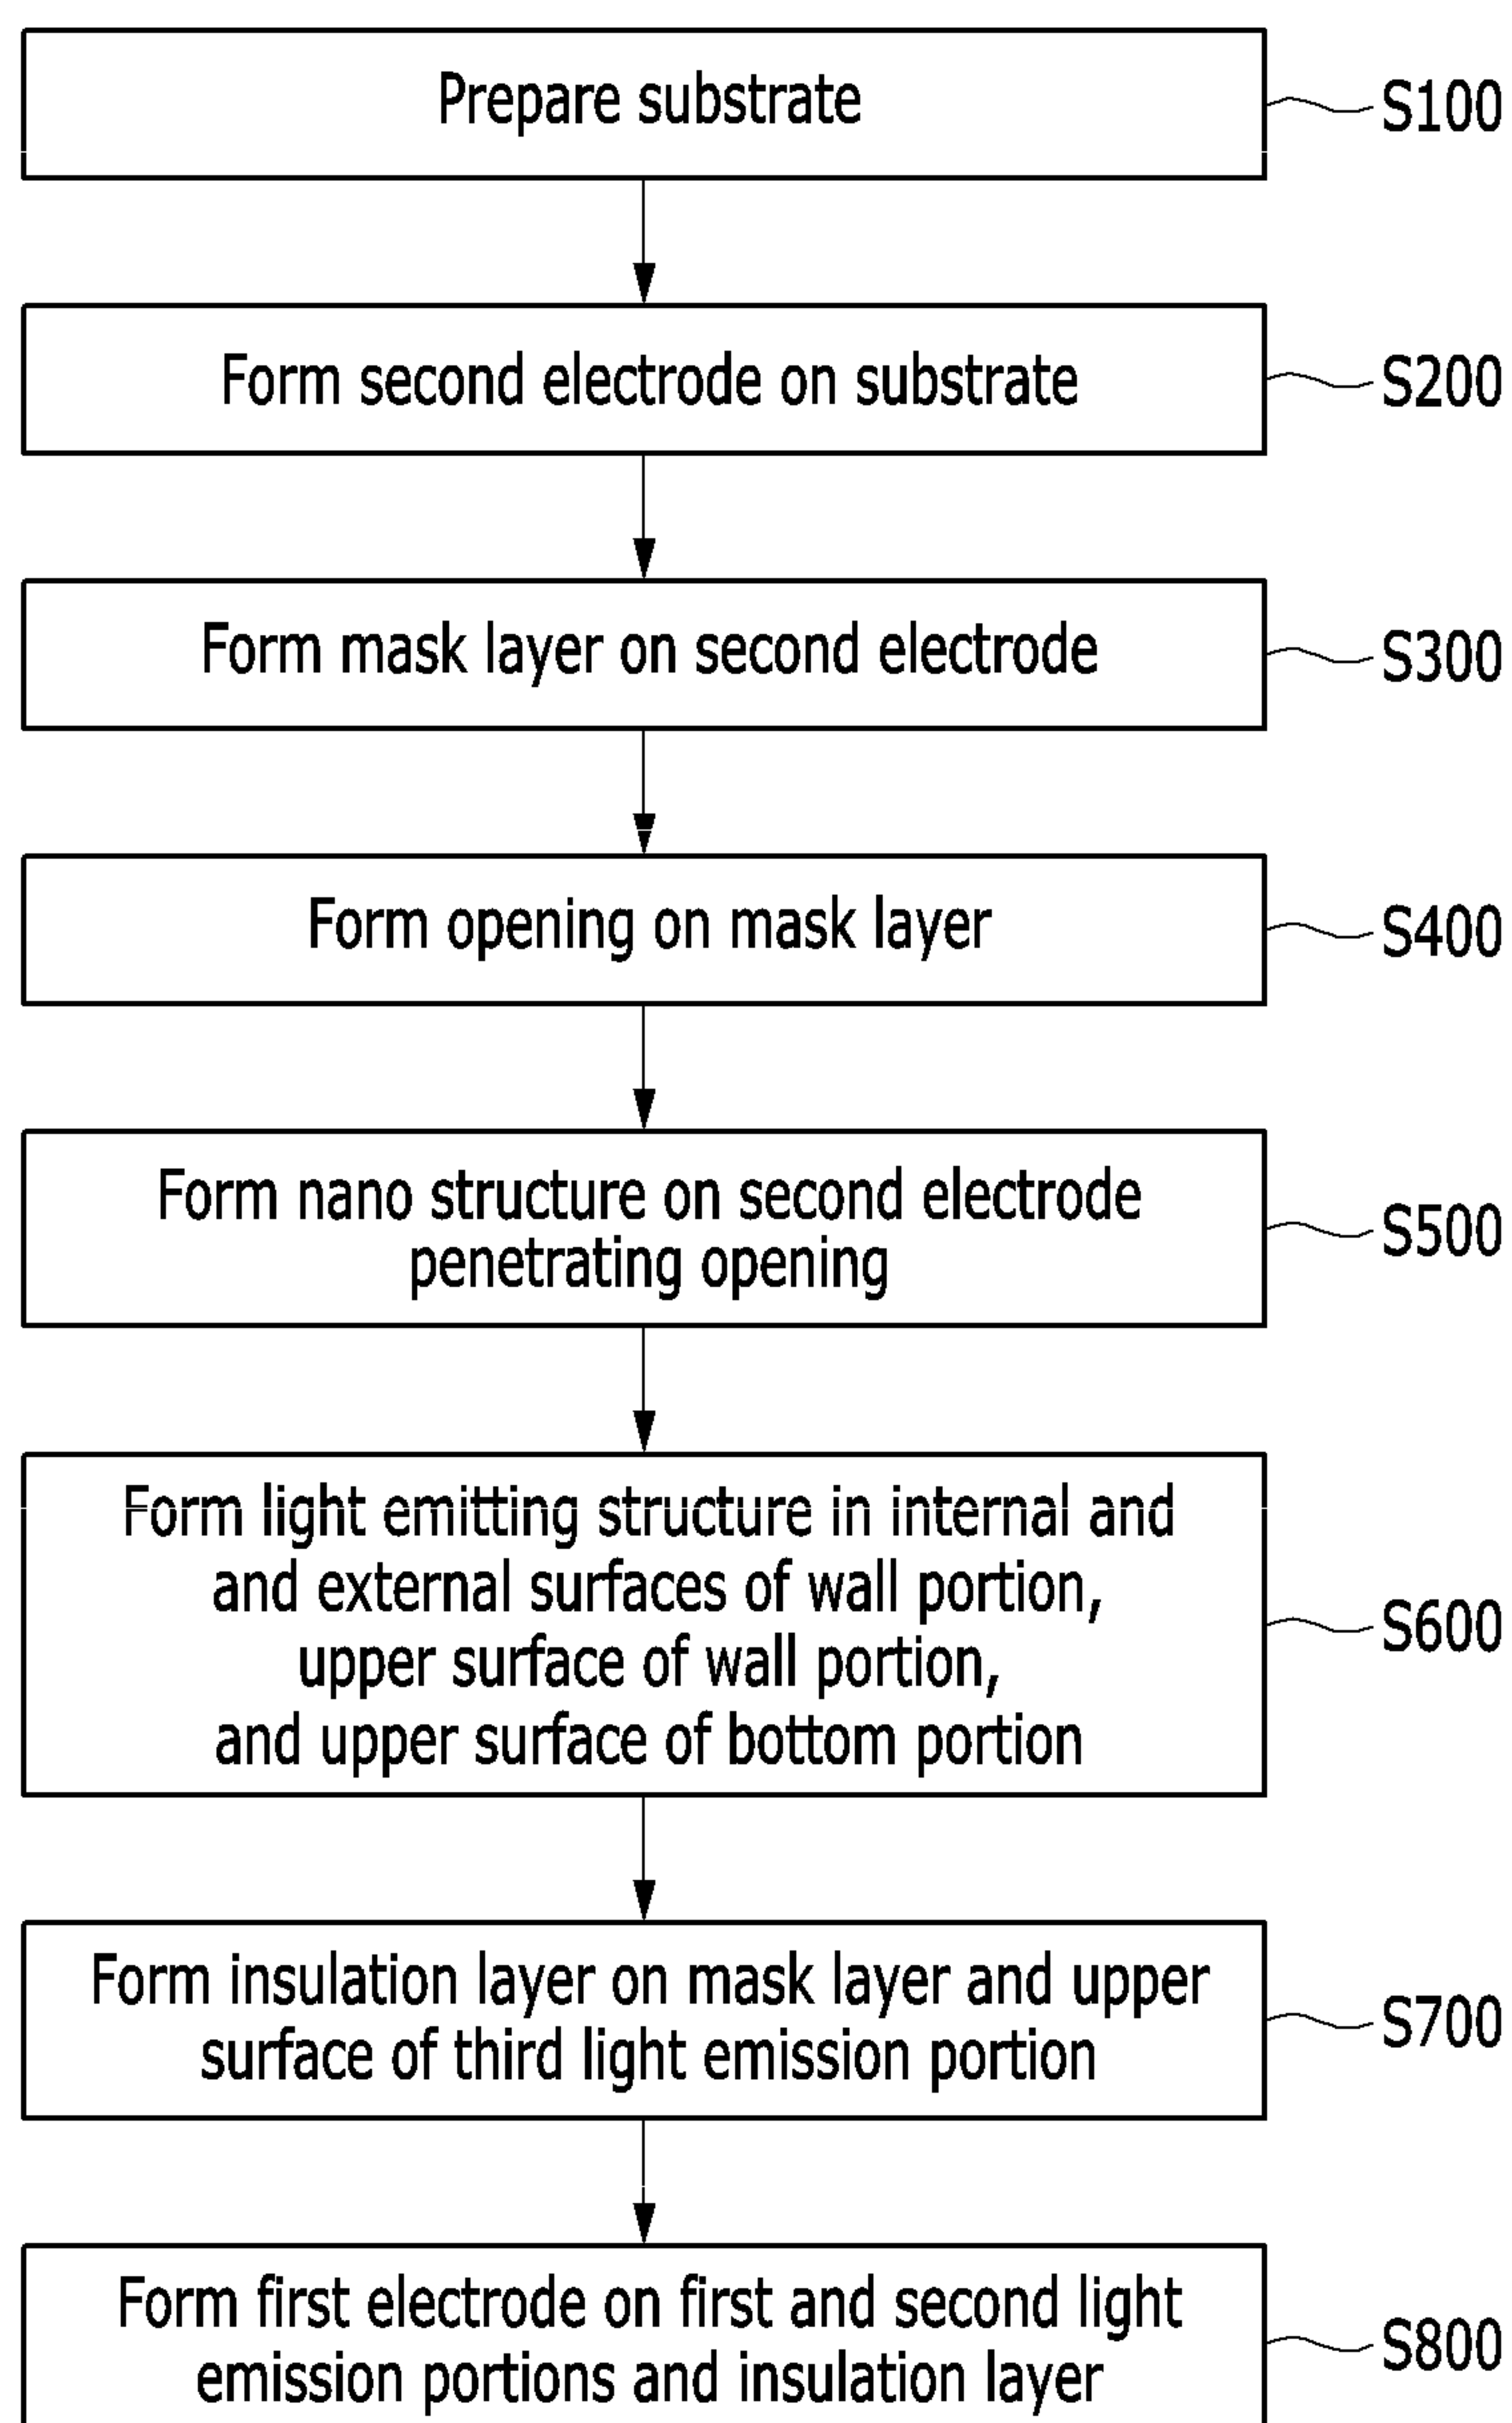 Prepare substrate
S100
Form second electrode on substrate
S200
Form mask layer on second electrode
S300
Form opening on mask layer
S400
Form nano structure on second electrode
penetrating opening
S500
Form light emitting structure in internal and
and external surfaces of wall portion,
upper surface of wall portion,
and upper surface of bottom portion
S600
Form insulation layer on mask layer and upper
surface of third light emission portion
S700
Form first electrode on first and second light
emission portions and insulation layer
S800